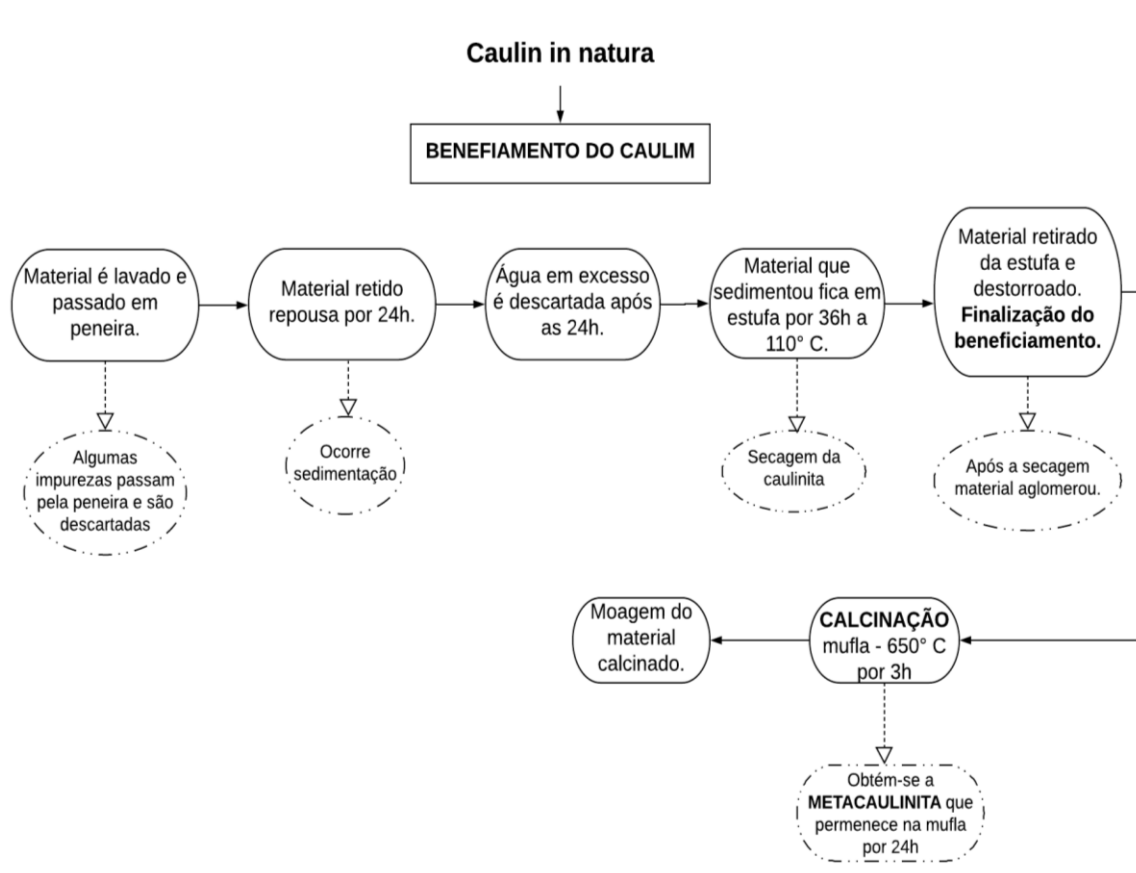 Caulin in natura
BENEFIAMENTO DO CAULIM
Material é lavado e
passado em
peneira.
Material retido
repousa por 24h.
Água em excesso
é descartada após
as 24h.
Material que
sedimentou fica em
estufa por 36h a
110° C.
Material retirado
da estufa e
destorroado.
Finalização do
beneficiamento.
Algumas
impurezas passam
pela peneira e são
descartadas
Ocorre
sedimentação
Secagem da
caulinita
Após a secagem
material aglomerou.
CALCINAÇÃO
mufla - 650° C
por 3h
Moagem do
material
calcinado.
Obtém-se a
METACAULINITA que
permenece na mufla
por 24h